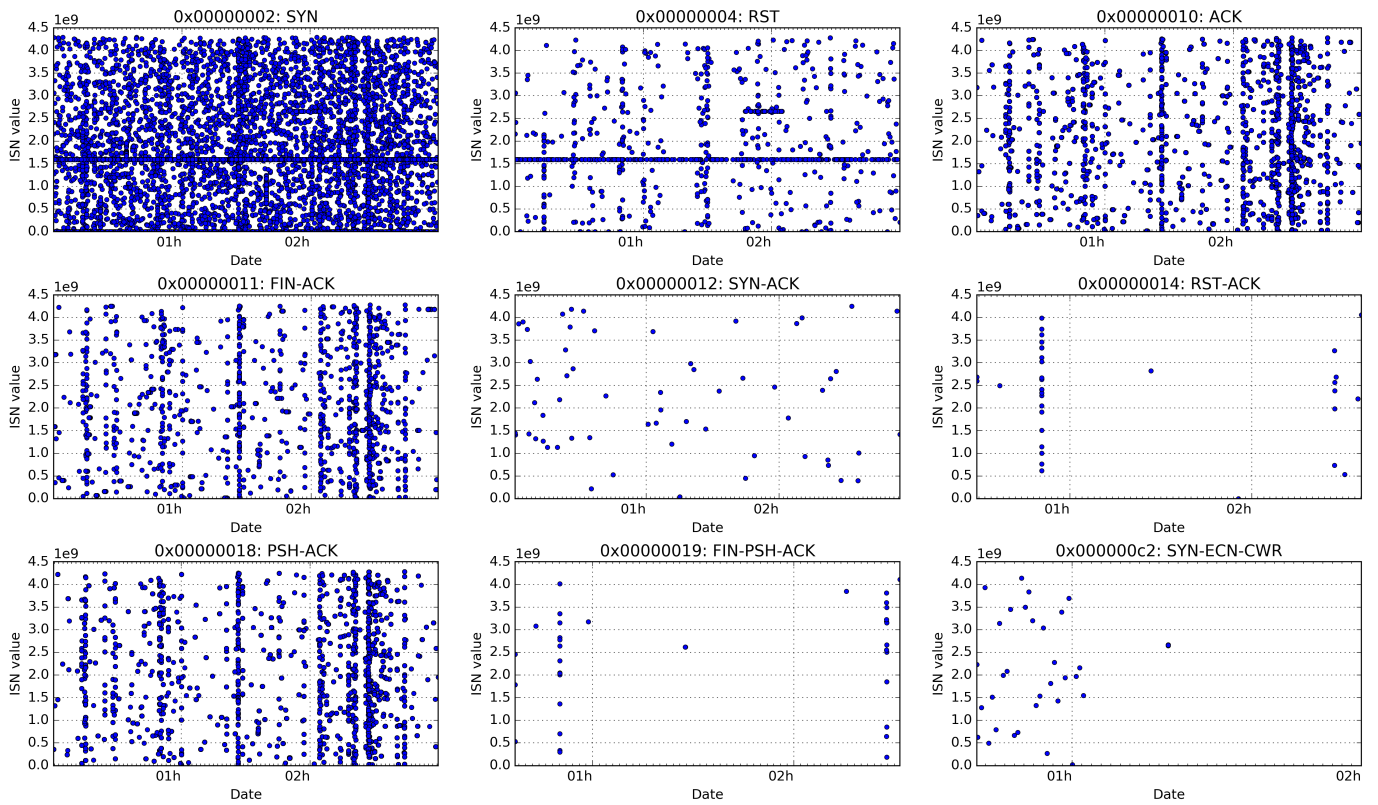 0x00000002: SYN
1e9
4.5
4.0
3.5
3.0
2.5
2.0
1.5
1.0
0.5
0.0
ISN value
01h
02h
Date
0x00000004: RST
1e9
4.5
4.0
3.5
3.0
2.5
2.0
1.5
1.0
0.5
0.0
ISN value
01h
02h
Date
0x00000010: ACK
1e9
4.5
4.0
3.5
3.0
2.5
2.0
1.5
1.0
0.5
0.0
ISN value
01h
02h
Date
0x00000011: FIN-ACK
1e9
4.5
4.0
3.5
3.0
2.5
2.0
1.5
1.0
0.5
0.0
ISN value
01h
02h
Date
0x00000012: SYN-ACK
1e9
4.5
4.0
3.5
3.0
2.5
2.0
1.5
1.0
0.5
0.0
ISN value
01h
02h
Date
0x00000014: RST-ACK
1e9
4.5
4.0
3.5
3.0
2.5
2.0
1.5
1.0
0.5
0.0
ISN value
01h
02h
Date
0x00000018: PSH-ACK
1e9
4.5
4.0
3.5
3.0
2.5
2.0
1.5
1.0
0.5
0.0
ISN value
01h
02h
Date
0x00000019: FIN-PSH-ACK
1e9
4.5
4.0
3.5
3.0
2.5
2.0
1.5
1.0
0.5
0.0
ISN value
01h
02h
Date
0x000000c2: SYN-ECN-CWR
1e9
4.5
4.0
3.5
3.0
2.5
2.0
1.5
1.0
0.5
0.0
ISN value
01h
02h
Date